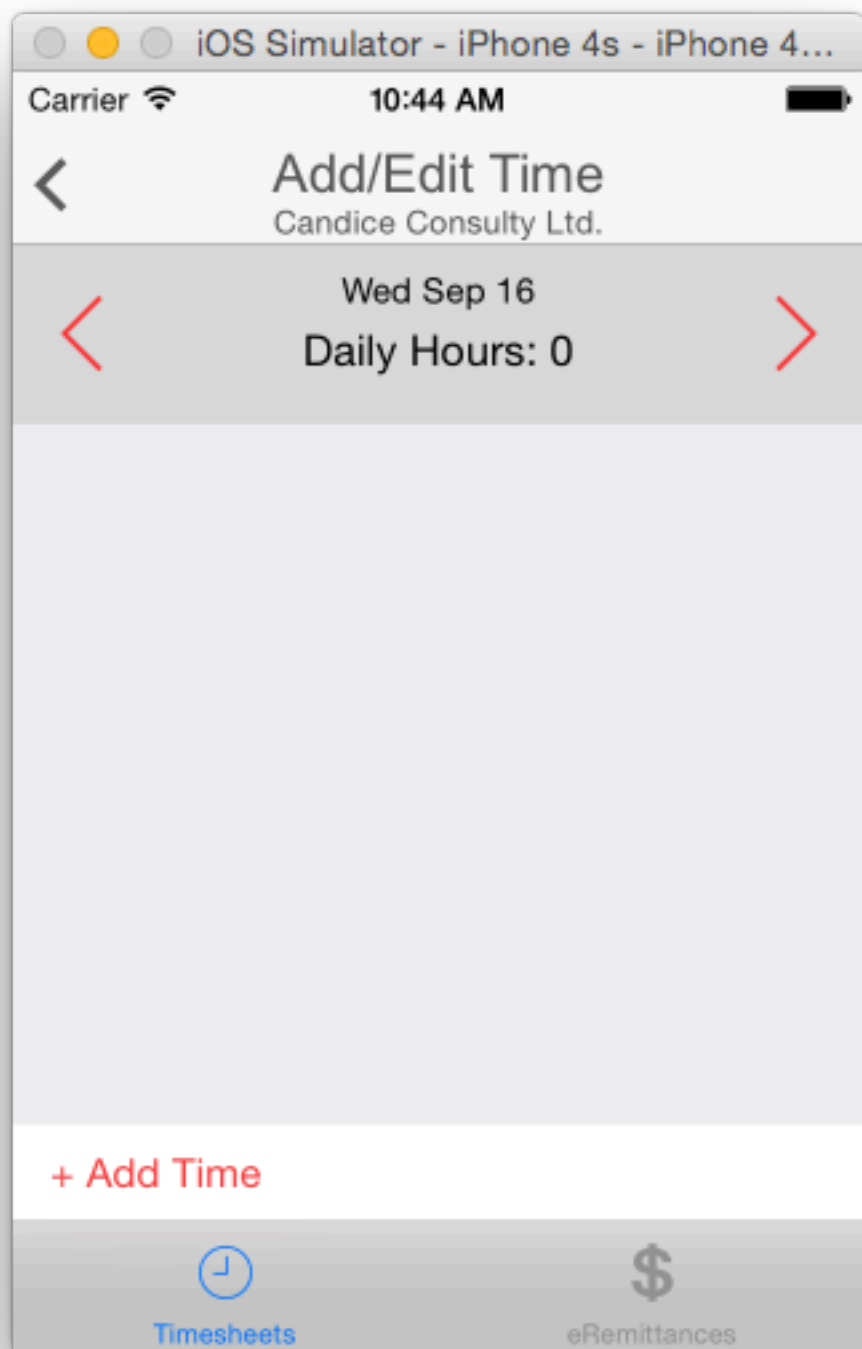 iOS Simulator - iPhone 4s - iPhone 4...
Carrier 10:44 AM
Add/Edit Time
Candice Consulty Ltd.
Wed Sep 16
Daily Hours: 0
+ Add Time
$
Timesheets eRemittances